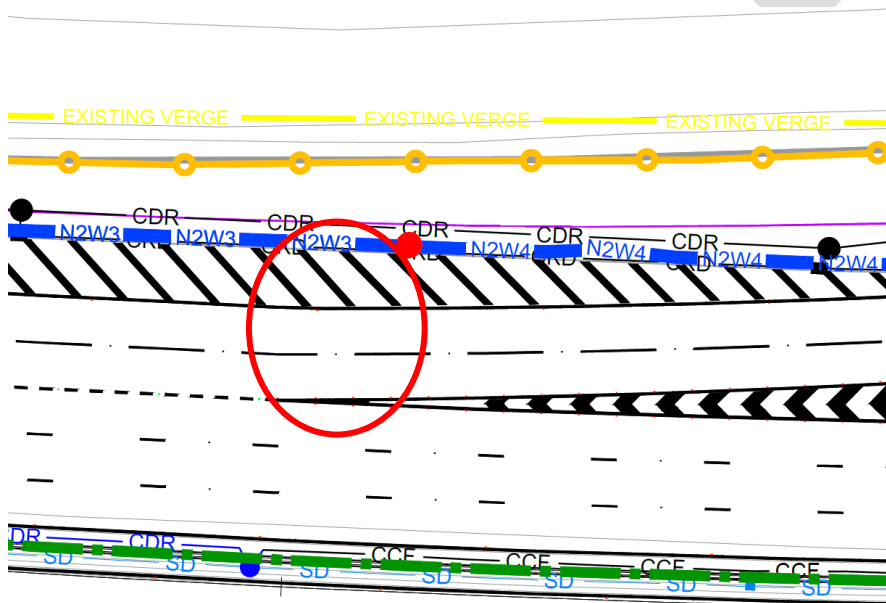 EXISTING VERGE EXISTING VERGE EXISTING VERGE
CDR CDR CDR CDR CDR
N2W3 N2W3 N2W3 N2W4 N2W4 N2W4 N2W4
CDR CCF CCF CCF CCF
SD SD SD SD SD SD SD